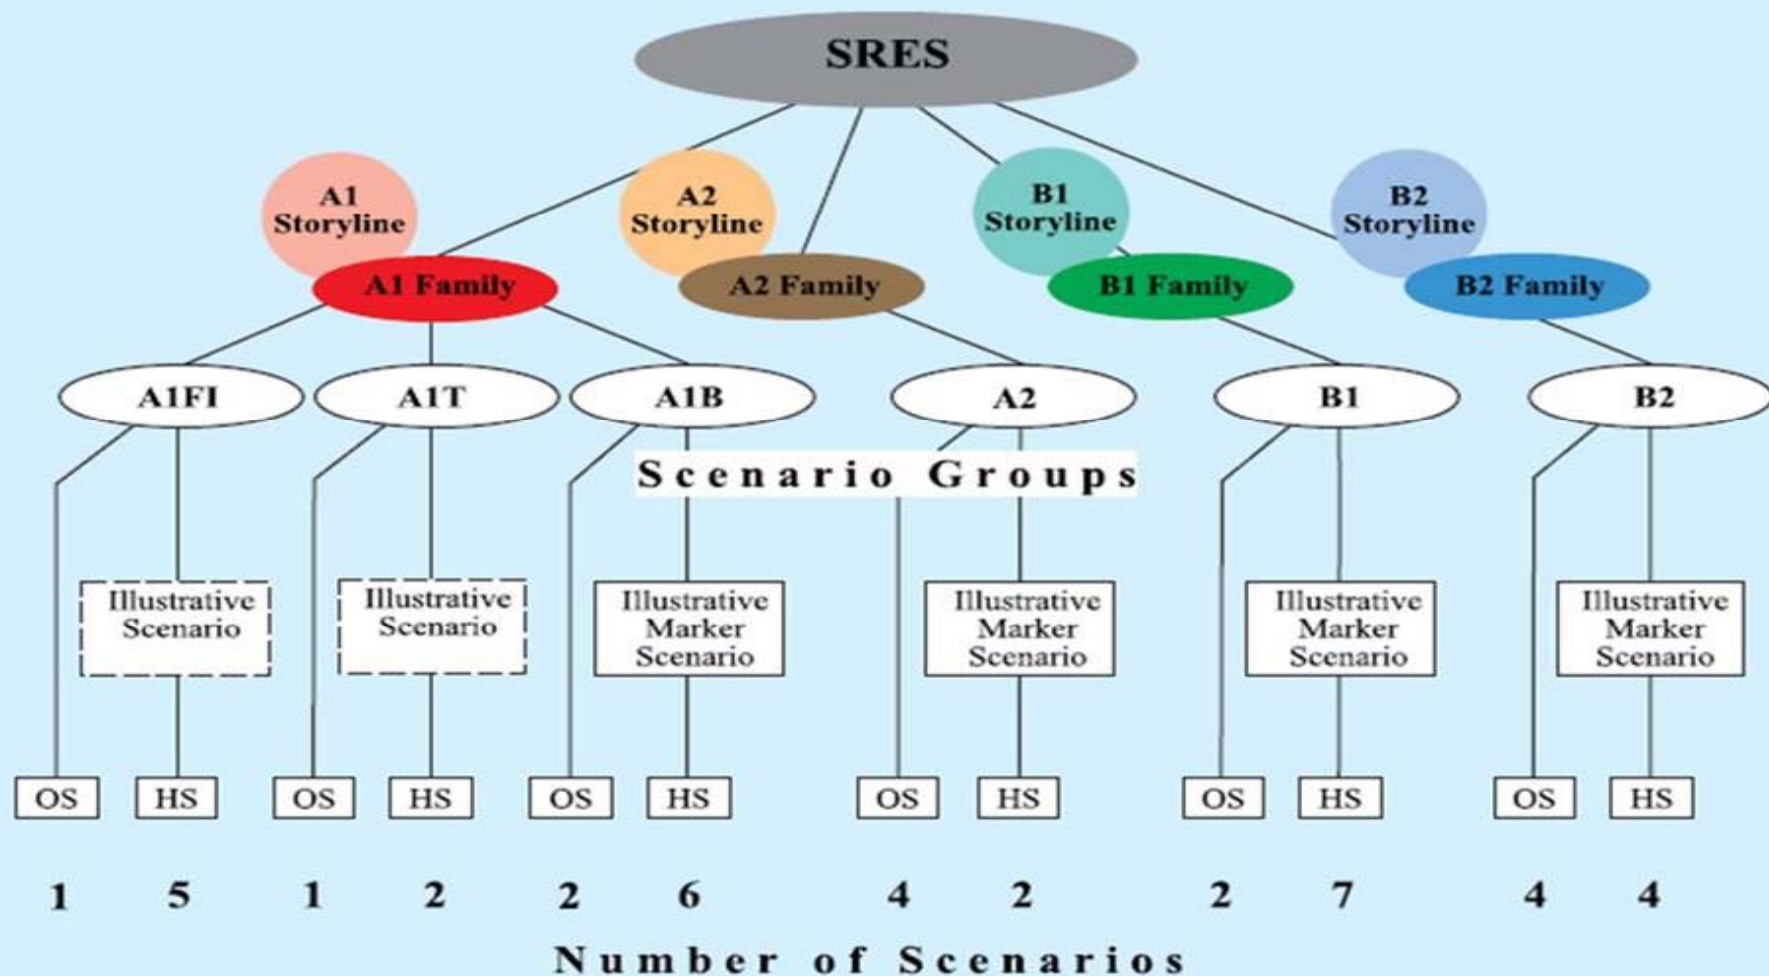 SRES
A1
Storyline
A2
Storyline
B1
Storyline
B2
Storyline
A1 Family
A2 Family
B1 Family
B2 Family
A1FI
A1T
A1B
A2
B1
B2
Scenario Groups
Illustrative
Scenario
Illustrative
Scenario
Illustrative
Marker
Scenario
Illustrative
Marker
Scenario
Illustrative
Marker
Scenario
Illustrative
Marker
Scenario
OS HS OS HS OS HS OS HS OS HS OS HS
1 5 1 2 2 6 4 2 2 7 4 4
Number of Scenarios